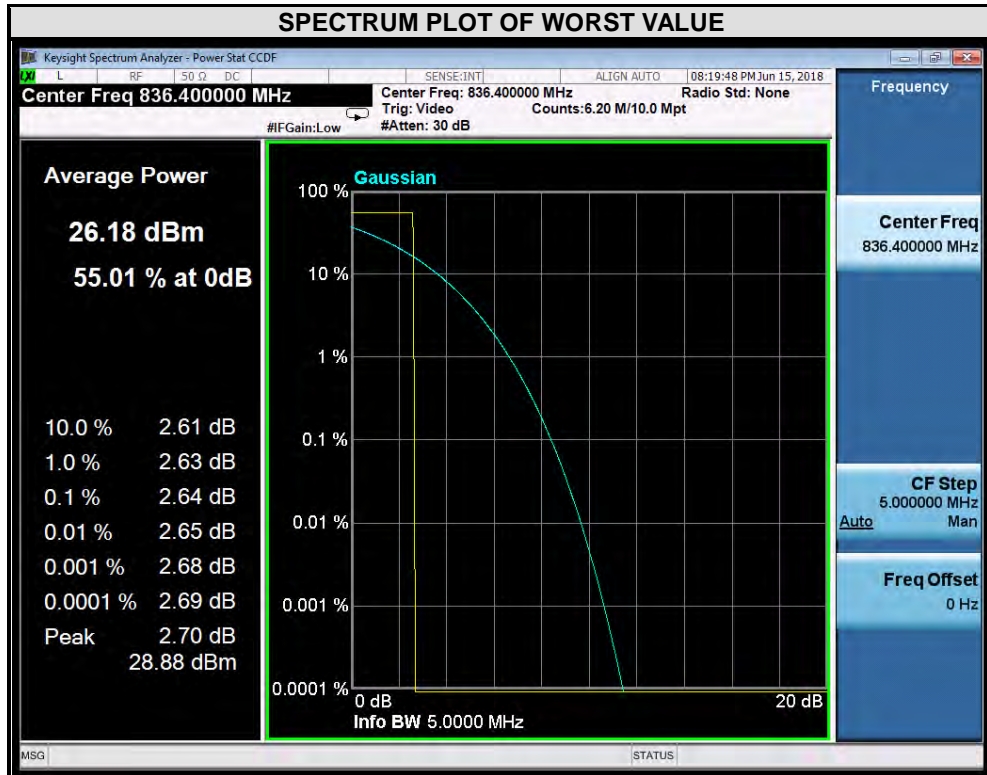 SPECTRUM PLOT OF WORST VALUE
Keysight Spectrum Analyzer - Power Stat CCDF
LXI L RF 50 Ω DC SENSE:INT ALIGN AUTO 08:19:48 PM Jun 15, 2018
Center Freq 836.400000 MHz
Center Freq: 836.400000 MHz Radio Std: None
Trig: Video Counts:6.20 M/10.0 Mpt
#IFGain:Low #Atten: 30 dB
Frequency
Average Power
26.18 dBm
55.01 % at 0dB
10.0 % 2.61 dB
1.0 % 2.63 dB
0.1 % 2.64 dB
0.01 % 2.65 dB
0.001 % 2.68 dB
0.0001 % 2.69 dB
Peak 2.70 dB
28.88 dBm
Gaussian
100 %
10 %
1 %
0.1 %
0.01 %
0.001 %
0.0001 %
0 dB 20 dB
Info BW 5.0000 MHz
Center Freq
836.400000 MHz
CF Step
5.000000 MHz
Auto Man
Freq Offset
0 Hz
MSG STATUS